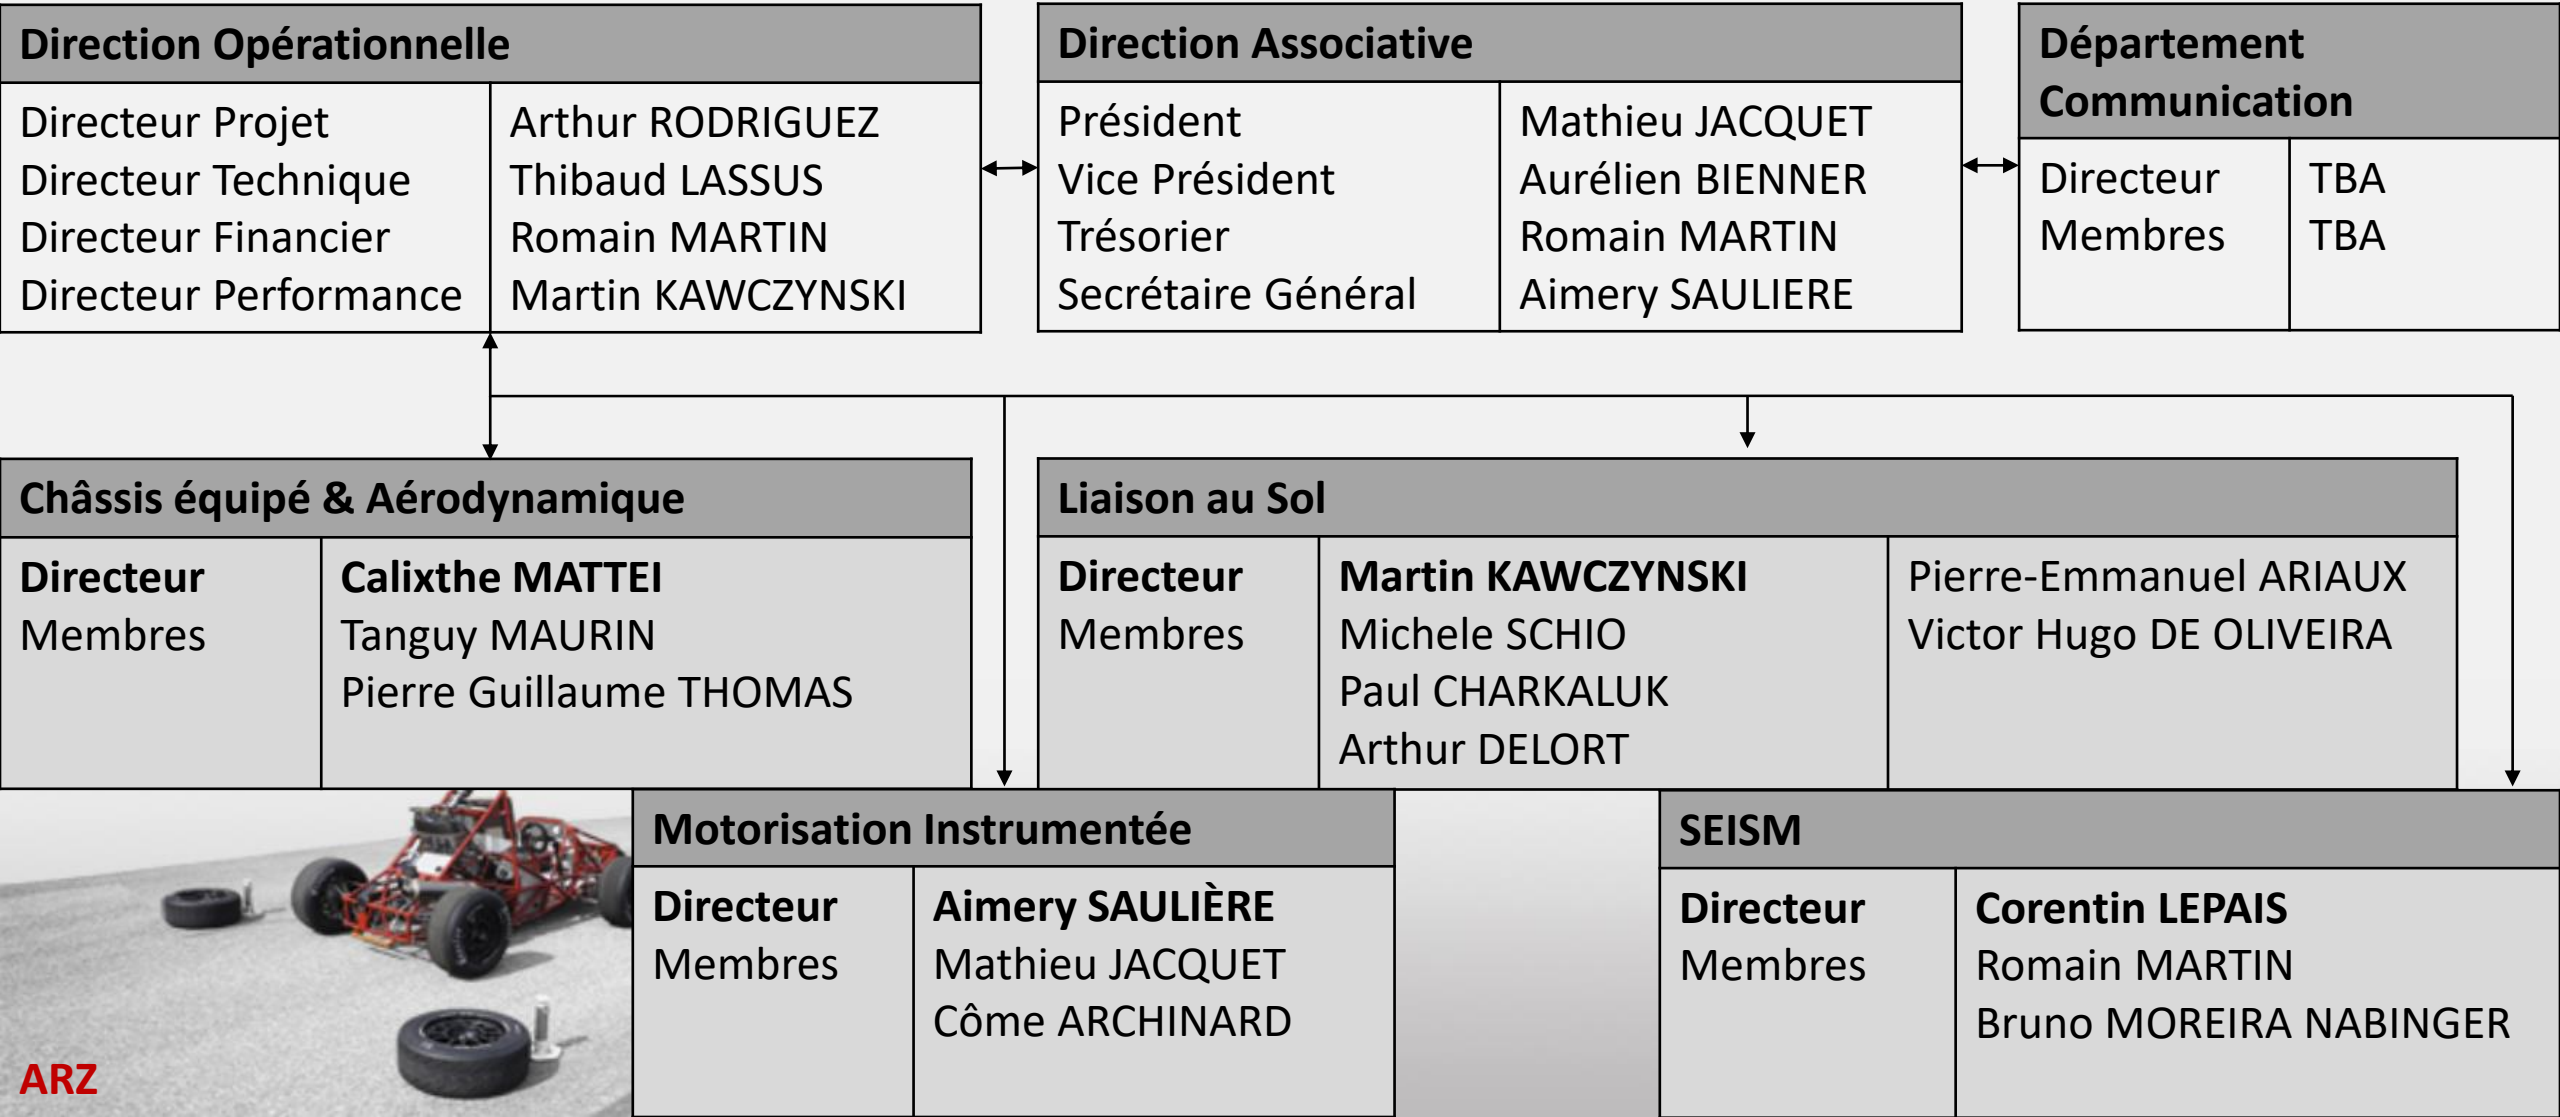 Direction Opérationnelle
Directeur Projet Arthur RODRIGUEZ
Directeur Technique Thibaud LASSUS
Directeur Financier Romain MARTIN
Directeur Performance Martin KAWCZYNSKI
Direction Associative
Président Mathieu JACQUET
Vice Président Aurélien BIENNER
Trésorier Romain MARTIN
Secrétaire Général Aimery SAULIERE
Département
Communication
Directeur TBA
Membres TBA
Châssis équipé & Aérodynamique
Directeur Calixthe MATTEI
Membres Tanguy MAURIN
Pierre Guillaume THOMAS
Liaison au Sol
Directeur Martin KAWCZYNSKI Pierre-Emmanuel ARIAUX
Membres Michele SCHIO Victor Hugo DE OLIVEIRA
Paul CHARKALUK
Arthur DELORT
Motorisation Instrumentée
Directeur Aimery SAULIÈRE
Membres Mathieu JACQUET
Côme ARCHINARD
SEISM
Directeur Corentin LEPAIS
Membres Romain MARTIN
Bruno MOREIRA NABINGER
ARZ